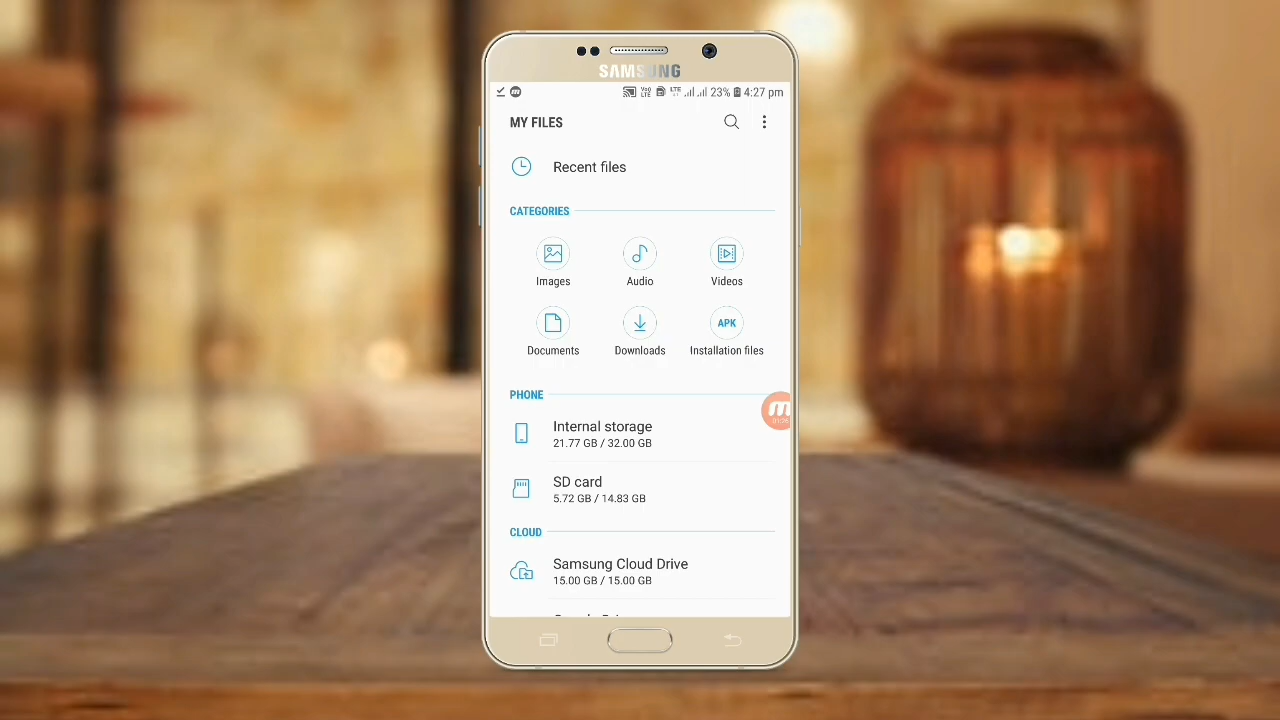 SAMSUNG
23% 4:27 pm
MY FILES
Recent files
CATEGORIES
Images Audio Videos
APK
Documents Downloads Installation files
PHONE
Internal storage
21.77 GB / 32.00 GB
SD card
5.72 GB / 14.83 GB
CLOUD
Samsung Cloud Drive
15.00 GB / 15.00 GB